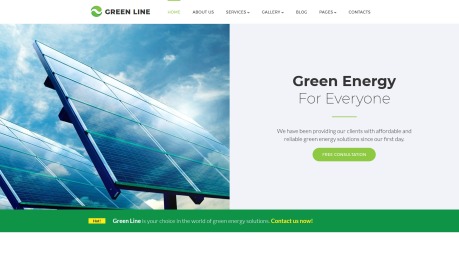 GREEN LINE
HOME ABOUT US SERVICES GALLERY BLOG PAGES CONTACTS
Green Energy
For Everyone
We have been providing our clients with affordable and
reliable green energy solutions since our first day.
FREE CONSULTATION
Green Line is your choice in the world of green energy solutions. Contact us now!